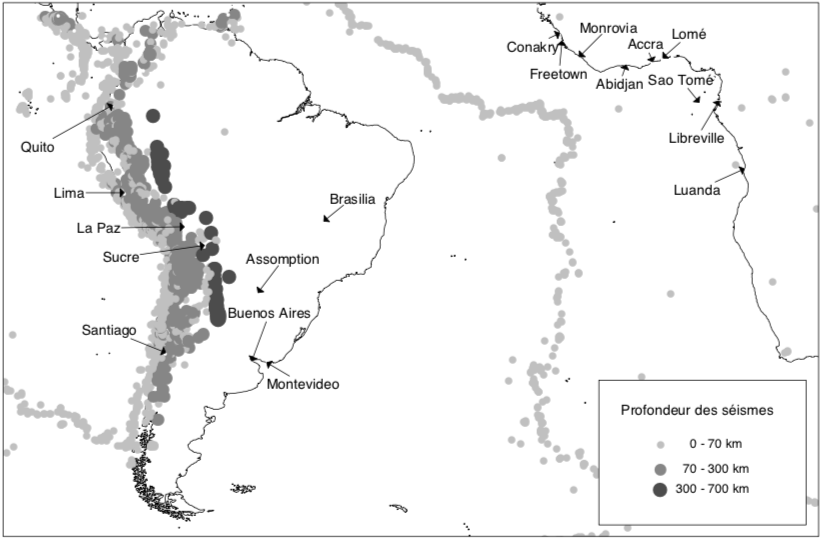 Monrovia
Lomé
Conakry
Accra
Freetown
Abidjan
Sao Tomé
Quito
Libreville
Lima
Luanda
Brasilia
La Paz
Sucre
Assomption
Buenos Aires
Santiago
Montevideo
Profondeur des séismes
0 - 70 km
70 - 300 km
300 - 700 km